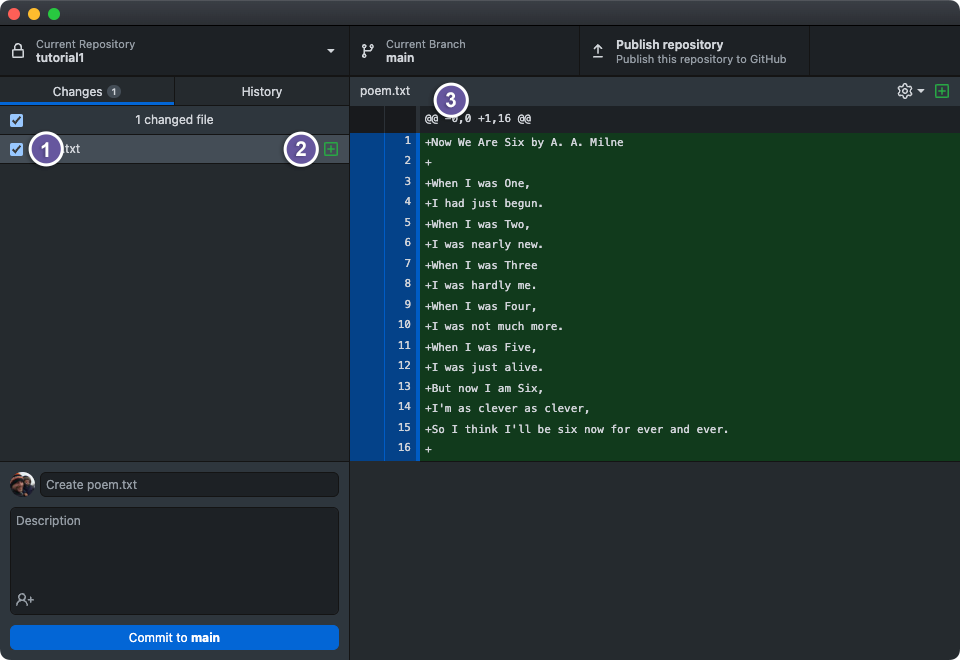 Current Repository
tutorial1
Current Branch
main
Publish repository
Publish this repository to GitHub
Changes 1
History
poem.txt
1 changed file
3
@@ -0,0 +1,16 @@
1
.txt
2
1 +Now We Are Six by A. A. Milne
2 +
3 +When I was One,
4 +I had just begun.
5 +When I was Two,
6 +I was nearly new.
7 +When I was Three
8 +I was hardly me.
9 +When I was Four,
10 +I was not much more.
11 +When I was Five,
12 +I was just alive.
13 +But now I am Six,
14 +I'm as clever as clever,
15 +So I think I'll be six now for ever and ever.
16 +
Create poem.txt
Description
Commit to main